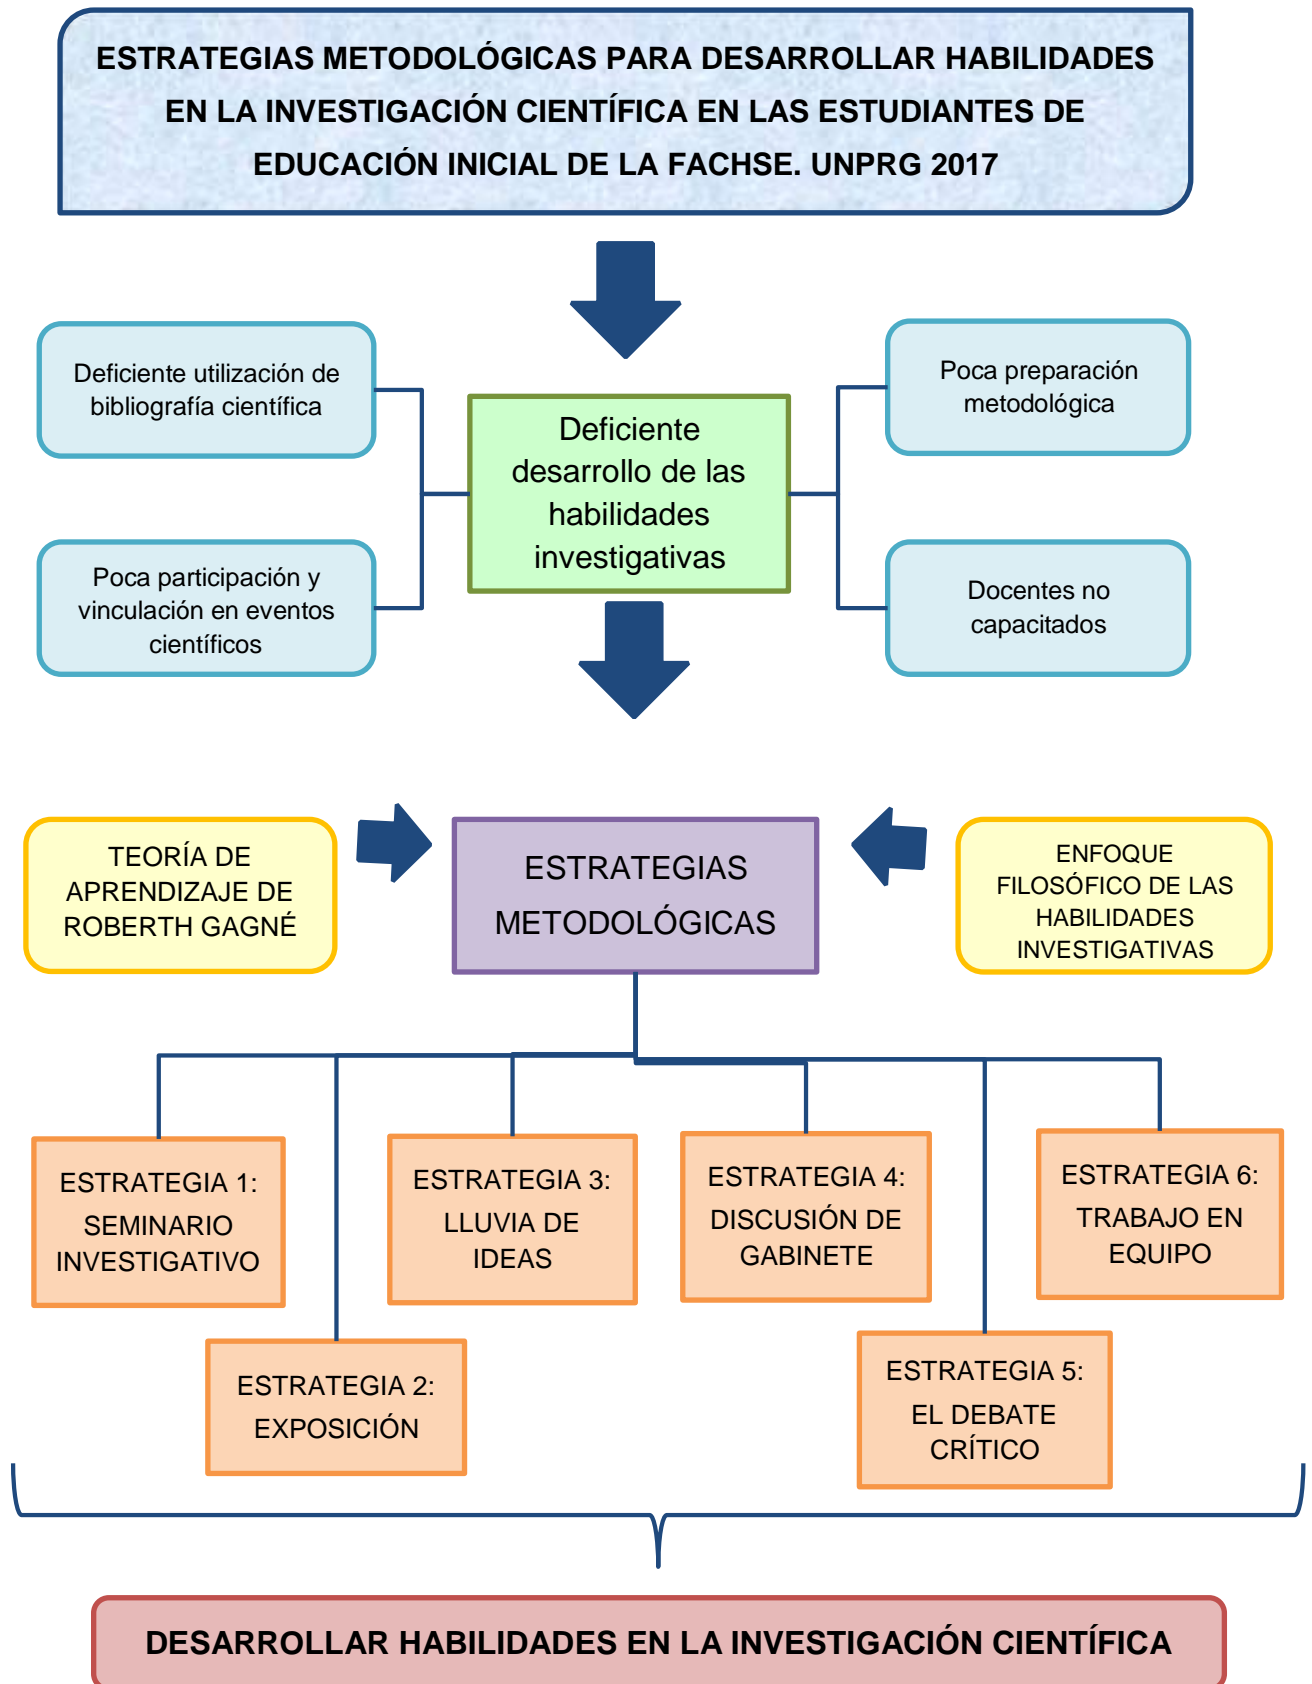 ESTRATEGIAS METODOLÓGICAS PARA DESARROLLAR HABILIDADES
EN LA INVESTIGACIÓN CIENTÍFICA EN LAS ESTUDIANTES DE
EDUCACIÓN INICIAL DE LA FACHSE. UNPRG 2017
Deficiente utilización de
bibliografía científica
Poca participación y
vinculación en eventos
científicos
Deficiente
desarrollo de las
habilidades
investigativas
Poca preparación
metodológica
Docentes no
capacitados
TEORÍA DE
APRENDIZAJE DE
ROBERTH GAGNÉ
ESTRATEGIAS
METODOLÓGICAS
ENFOQUE
FILOSÓFICO DE LAS
HABILIDADES
INVESTIGATIVAS
ESTRATEGIA 1:
SEMINARIO
INVESTIGATIVO
ESTRATEGIA 2:
EXPOSICIÓN
ESTRATEGIA 3:
LLUVIA DE
IDEAS
ESTRATEGIA 4:
DISCUSIÓN DE
GABINETE
ESTRATEGIA 5:
EL DEBATE
CRÍTICO
ESTRATEGIA 6:
TRABAJO EN
EQUIPO
DESARROLLAR HABILIDADES EN LA INVESTIGACIÓN CIENTÍFICA